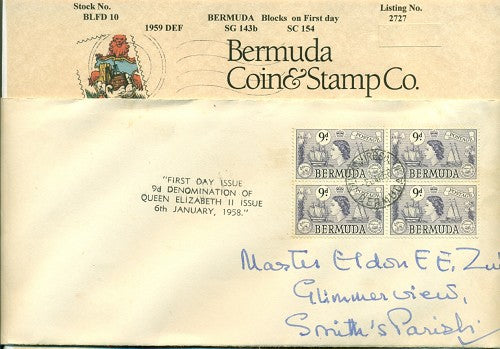 Stock No. BERMUDA Blocks on First day Listing No.
BLFD 10 1959 DEF SG 143b SC 154 2727
Bermuda
Coin&Stamp Co.
9d 9d
BERMUDA BERMUDA
9d 9d
BERMUDA BERMUDA
"FIRST DAY ISSUE
9d DENOMINATION OF
QUEEN ELIZABETH II ISSUE
6th JANUARY, 1958."
Master Eldon E E,
Glimmerview,
Smith's Parish